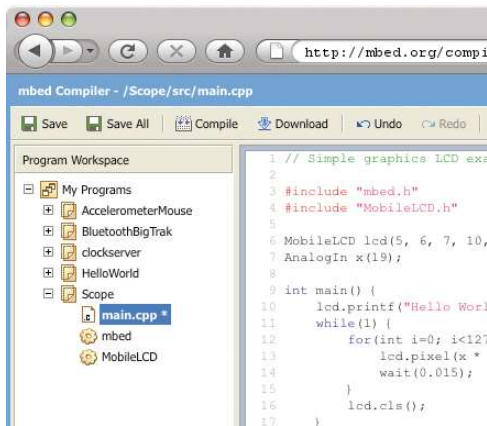 http://mbed.org/compi
mbed Compiler - /Scope/src/main.cpp
Save Save All Compile Download Undo Redo
Program Workspace
My Programs
AccelerometerMouse
BluetoothBigTrak
clockserver
HelloWorld
Scope
main.cpp *
mbed
MobileLCD
1 // Simple graphics LCD exa
2
3 #include "mbed.h"
4 #include "MobileLCD.h"
5
6 MobileLCD lcd(5, 6, 7, 10,
7 AnalogIn x(19);
8
9 int main() {
10 lcd.printf("Hello Worl
11 while(1) {
12 for(int i=0; i<127
13 lcd.pixel(x *
14 wait(0.015);
15 }
16 lcd.cls();
17 }